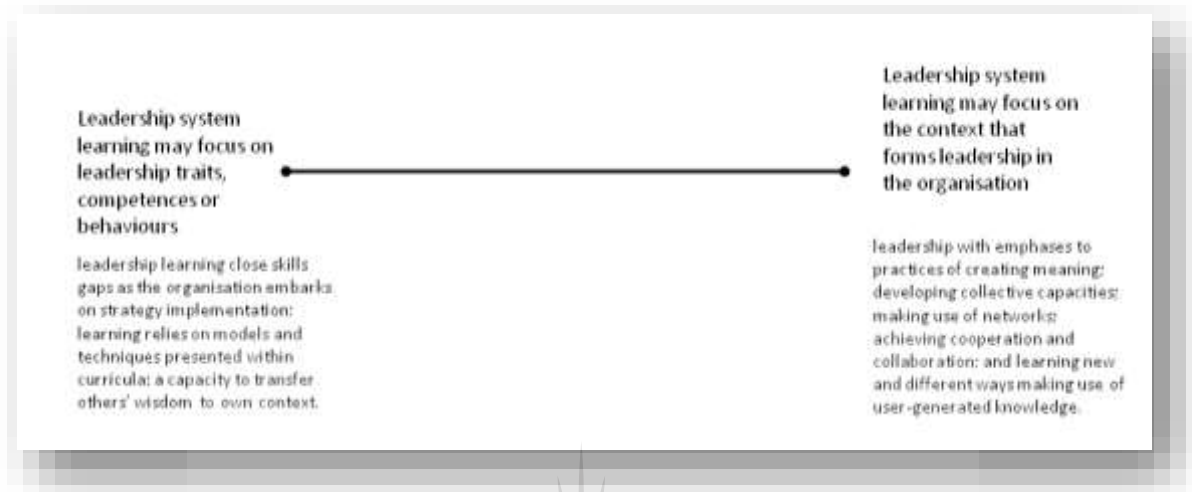 Leadership system
learning may focus on
leadership traits,
competences or
behaviours
leadership learning close skills
gaps as the organisation embarks
on strategy implementation;
learning relies on models and
techniques presented within
curricula; a capacity to transfer
others' wisdom to own context.
Leadership system
learning may focus on
the context that
forms leadership in
the organisation
leadership with emphases to
practices of creating meaning;
developing collective capacities;
making use of networks;
achieving cooperation and
collaboration; and learning new
and different ways making use of
user-generated knowledge.